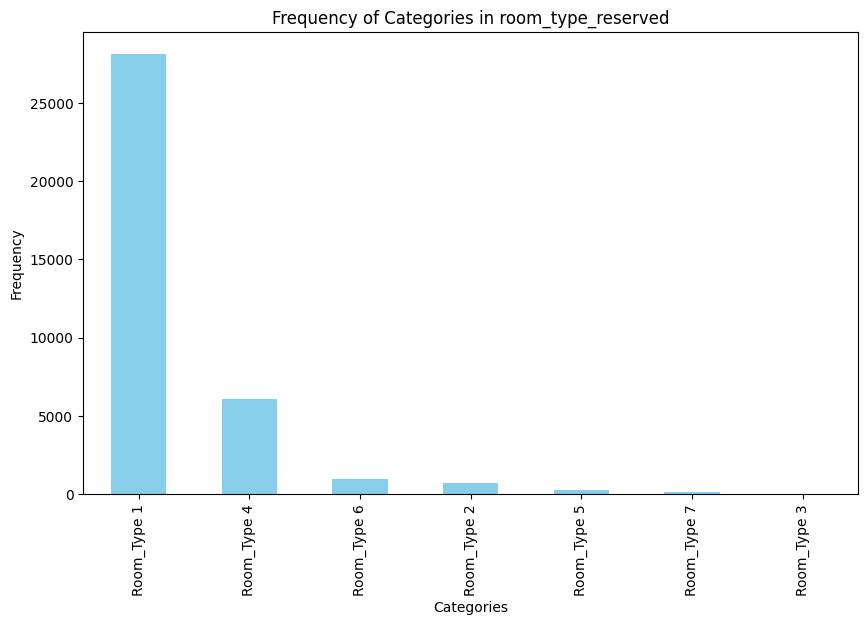 Frequency of Categories in room_type_reserved
Frequency
25000
20000
15000
10000
5000
0
Room_Type 1
Room_Type 4
Room_Type 6
Room_Type 2
Room_Type 5
Room_Type 7
Room_Type 3
Categories